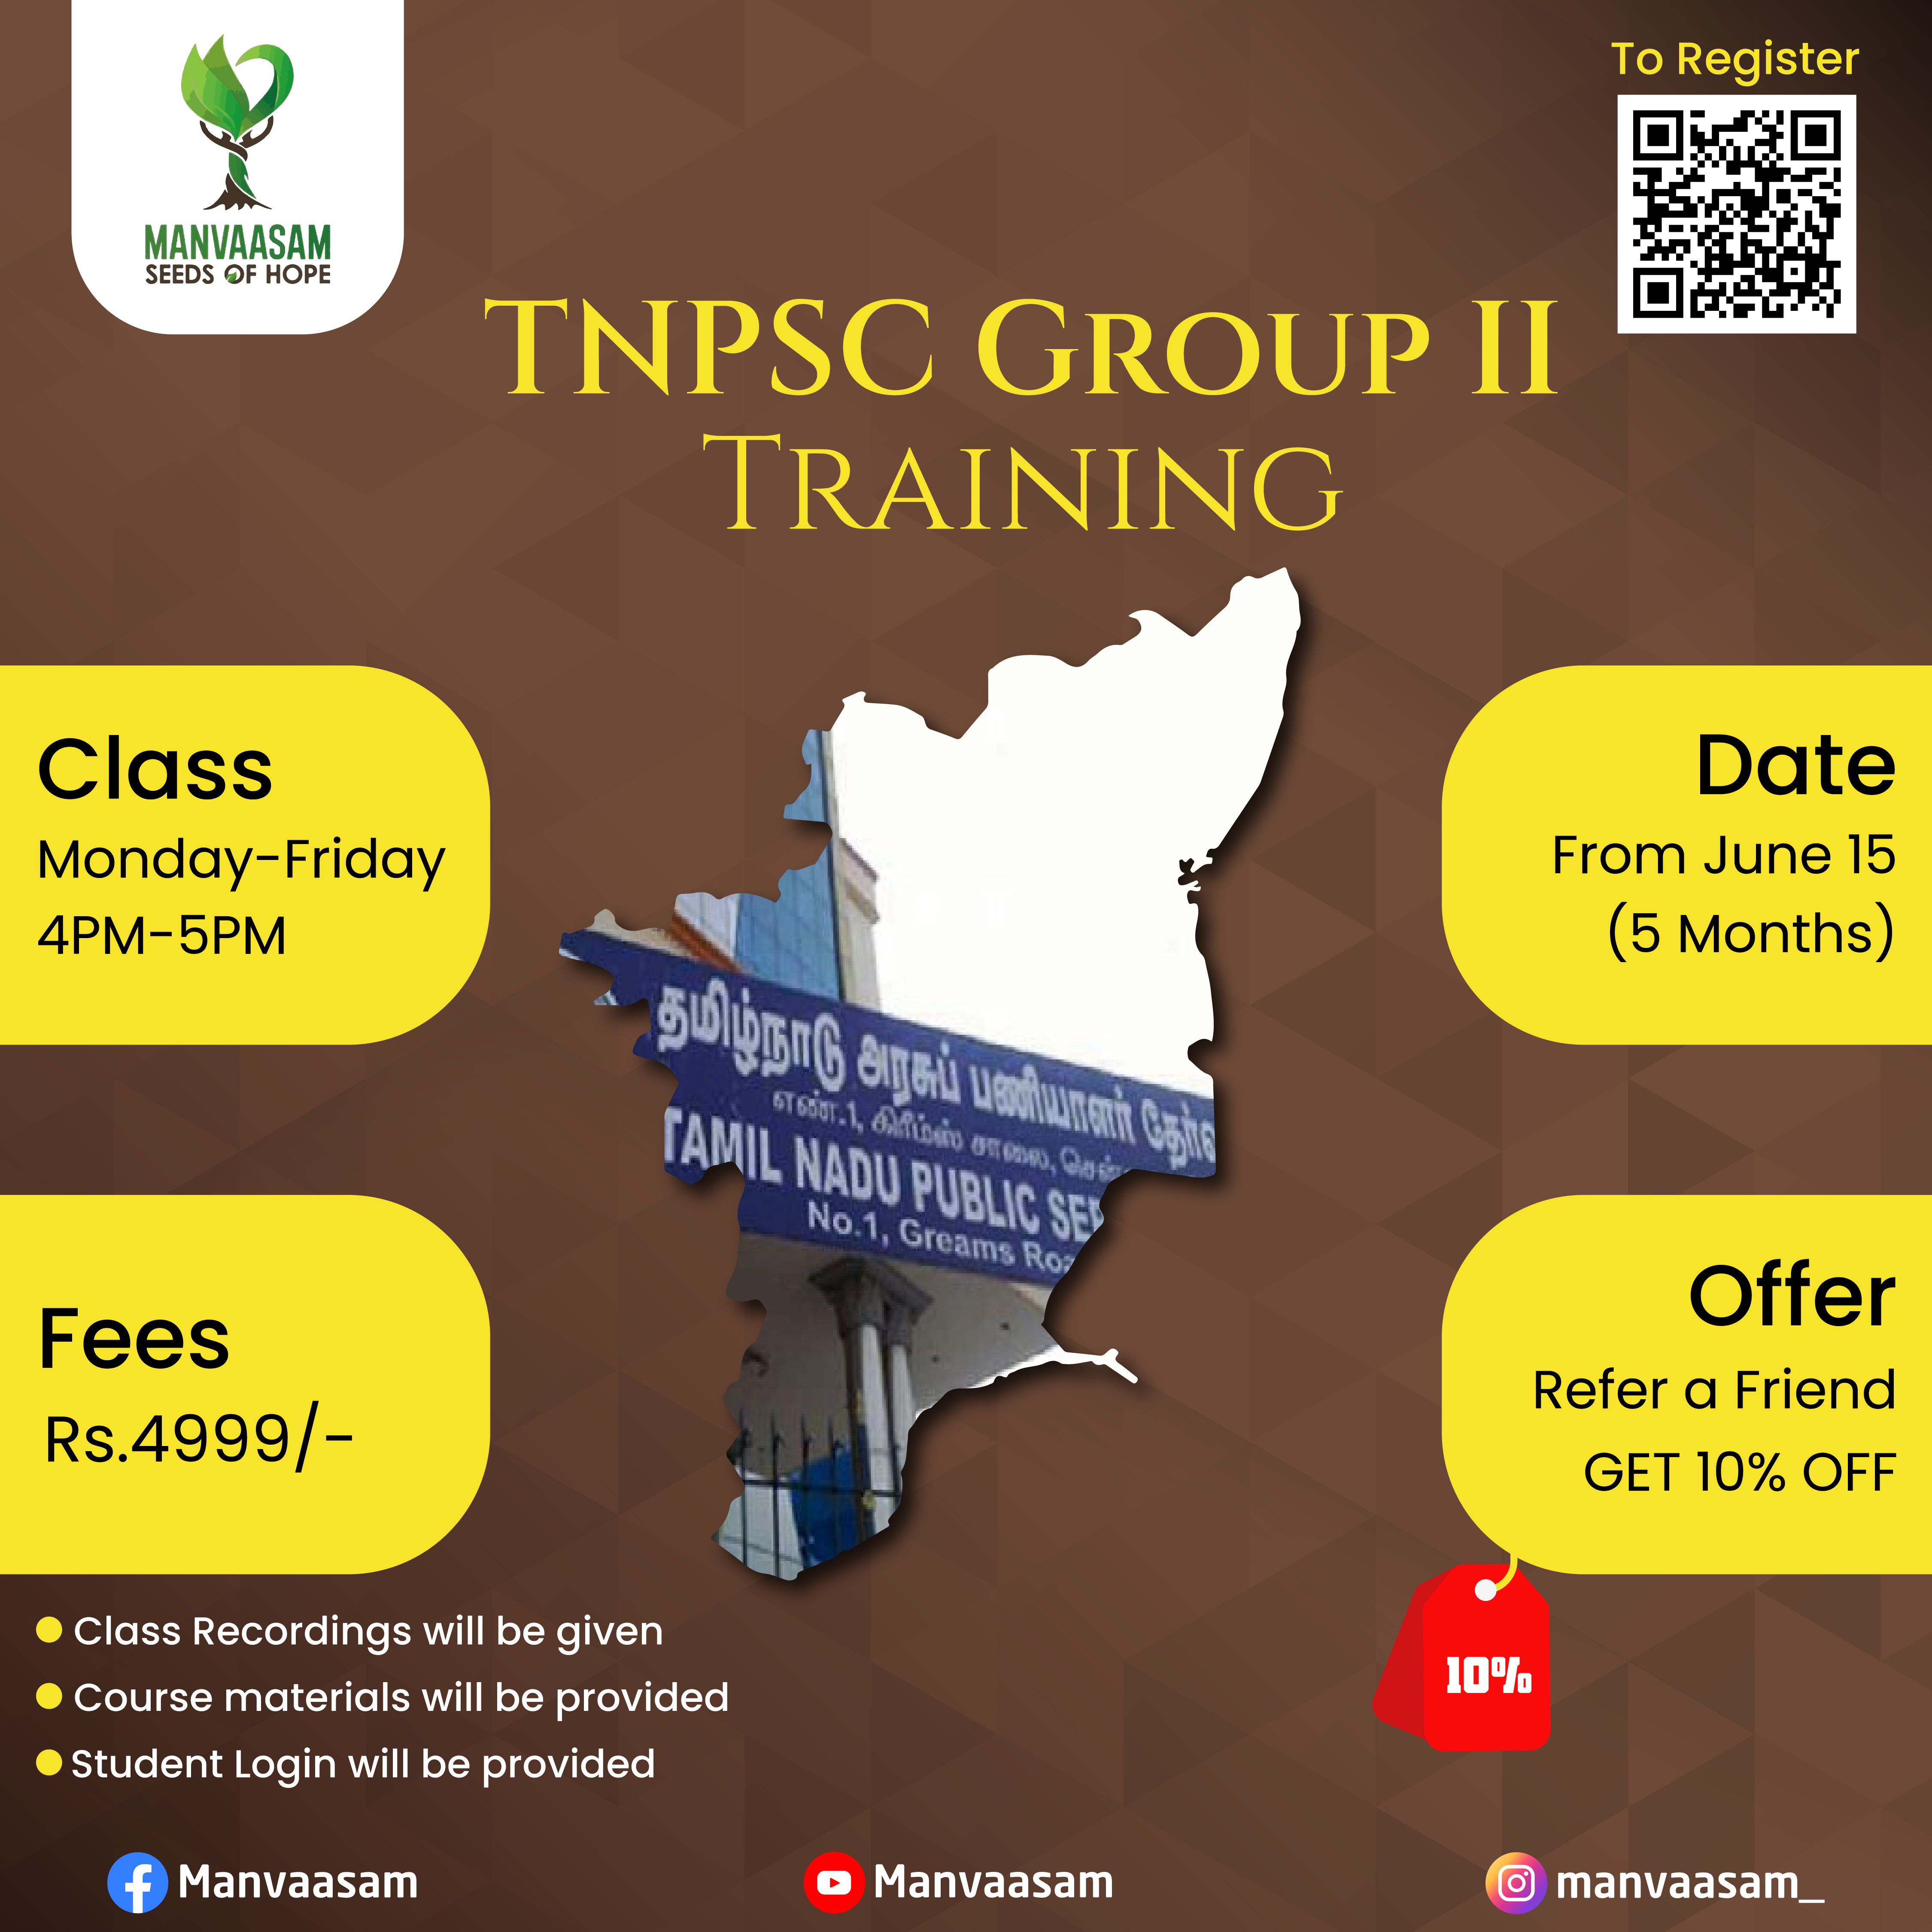 MANVAASAM
SEEDS OF HOPE
To Register
TNPSC GROUP II
TRAINING
Class
Monday-Friday
4PM-5PM
Date
From June 15
(5 Months)
தமிழ்நாடு அரசுப் பணியாளர்
எண்.1, கிரீம்ஸ் சாலை,
TAMIL NADU PUBLIC
No.1, Greams
Fees
Rs.4999/-
Offer
Refer a Friend
GET 10% OFF
10%
Class Recordings will be given
Course materials will be provided
Student Login will be provided
Manvaasam
Manvaasam
manvaasam_